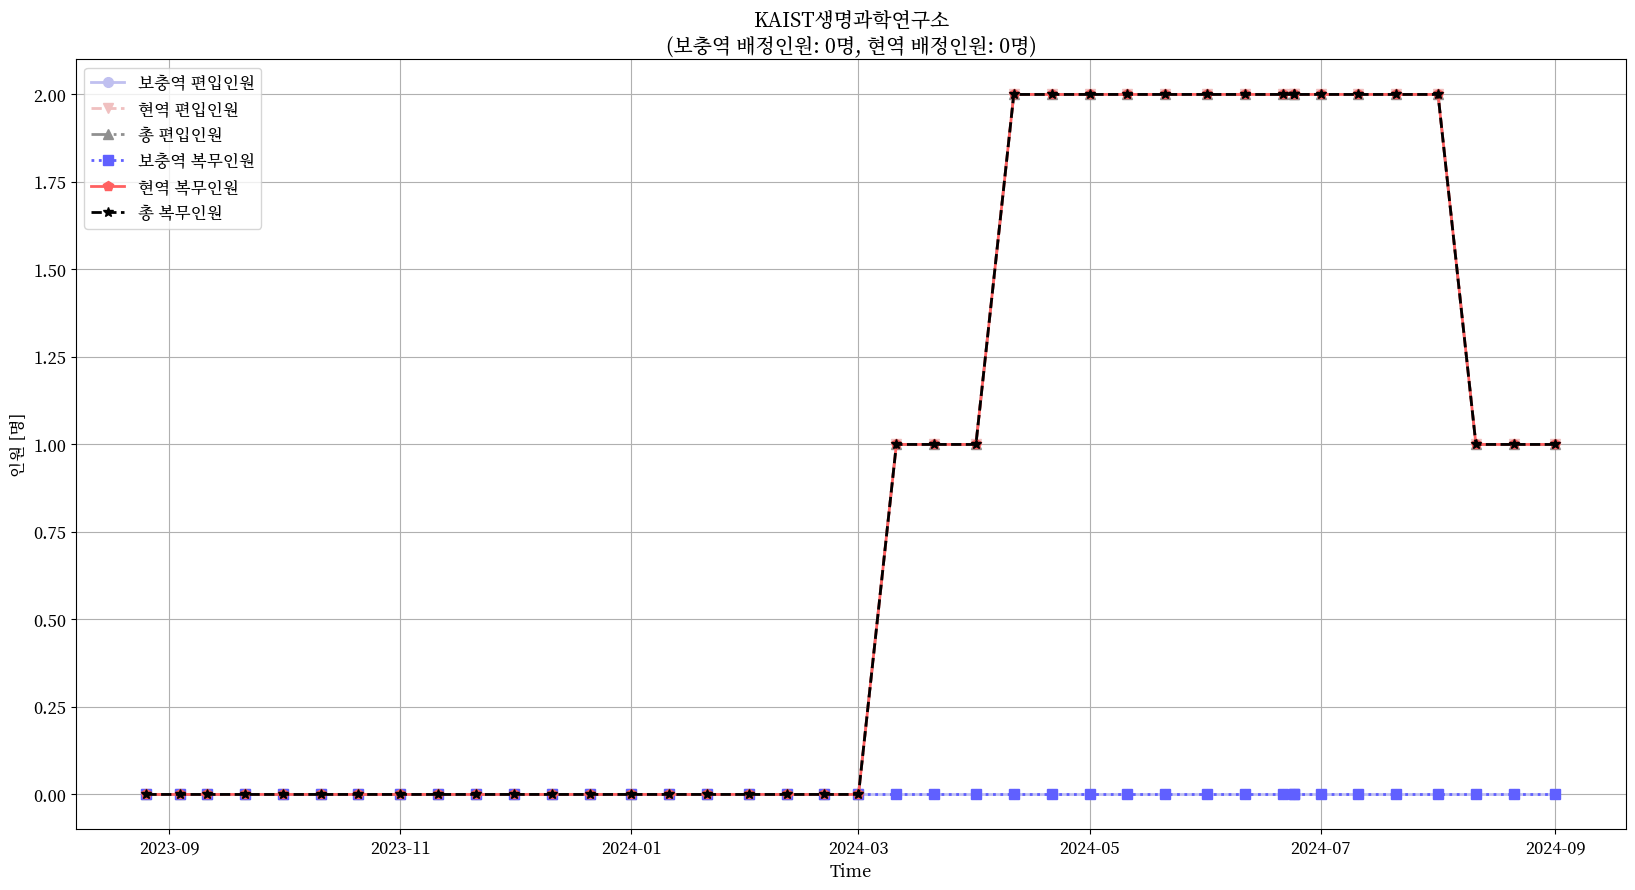 KAIST생명과학연구소
(보충역 배정인원: 0명, 현역 배정인원: 0명)
보충역 편입인원
현역 편입인원
총 편입인원
보충역 복무인원
현역 복무인원
총 복무인원
인원 [명]
2.00
1.75
1.50
1.25
1.00
0.75
0.50
0.25
0.00
2023-09 2023-11 2024-01 2024-03 2024-05 2024-07 2024-09
Time